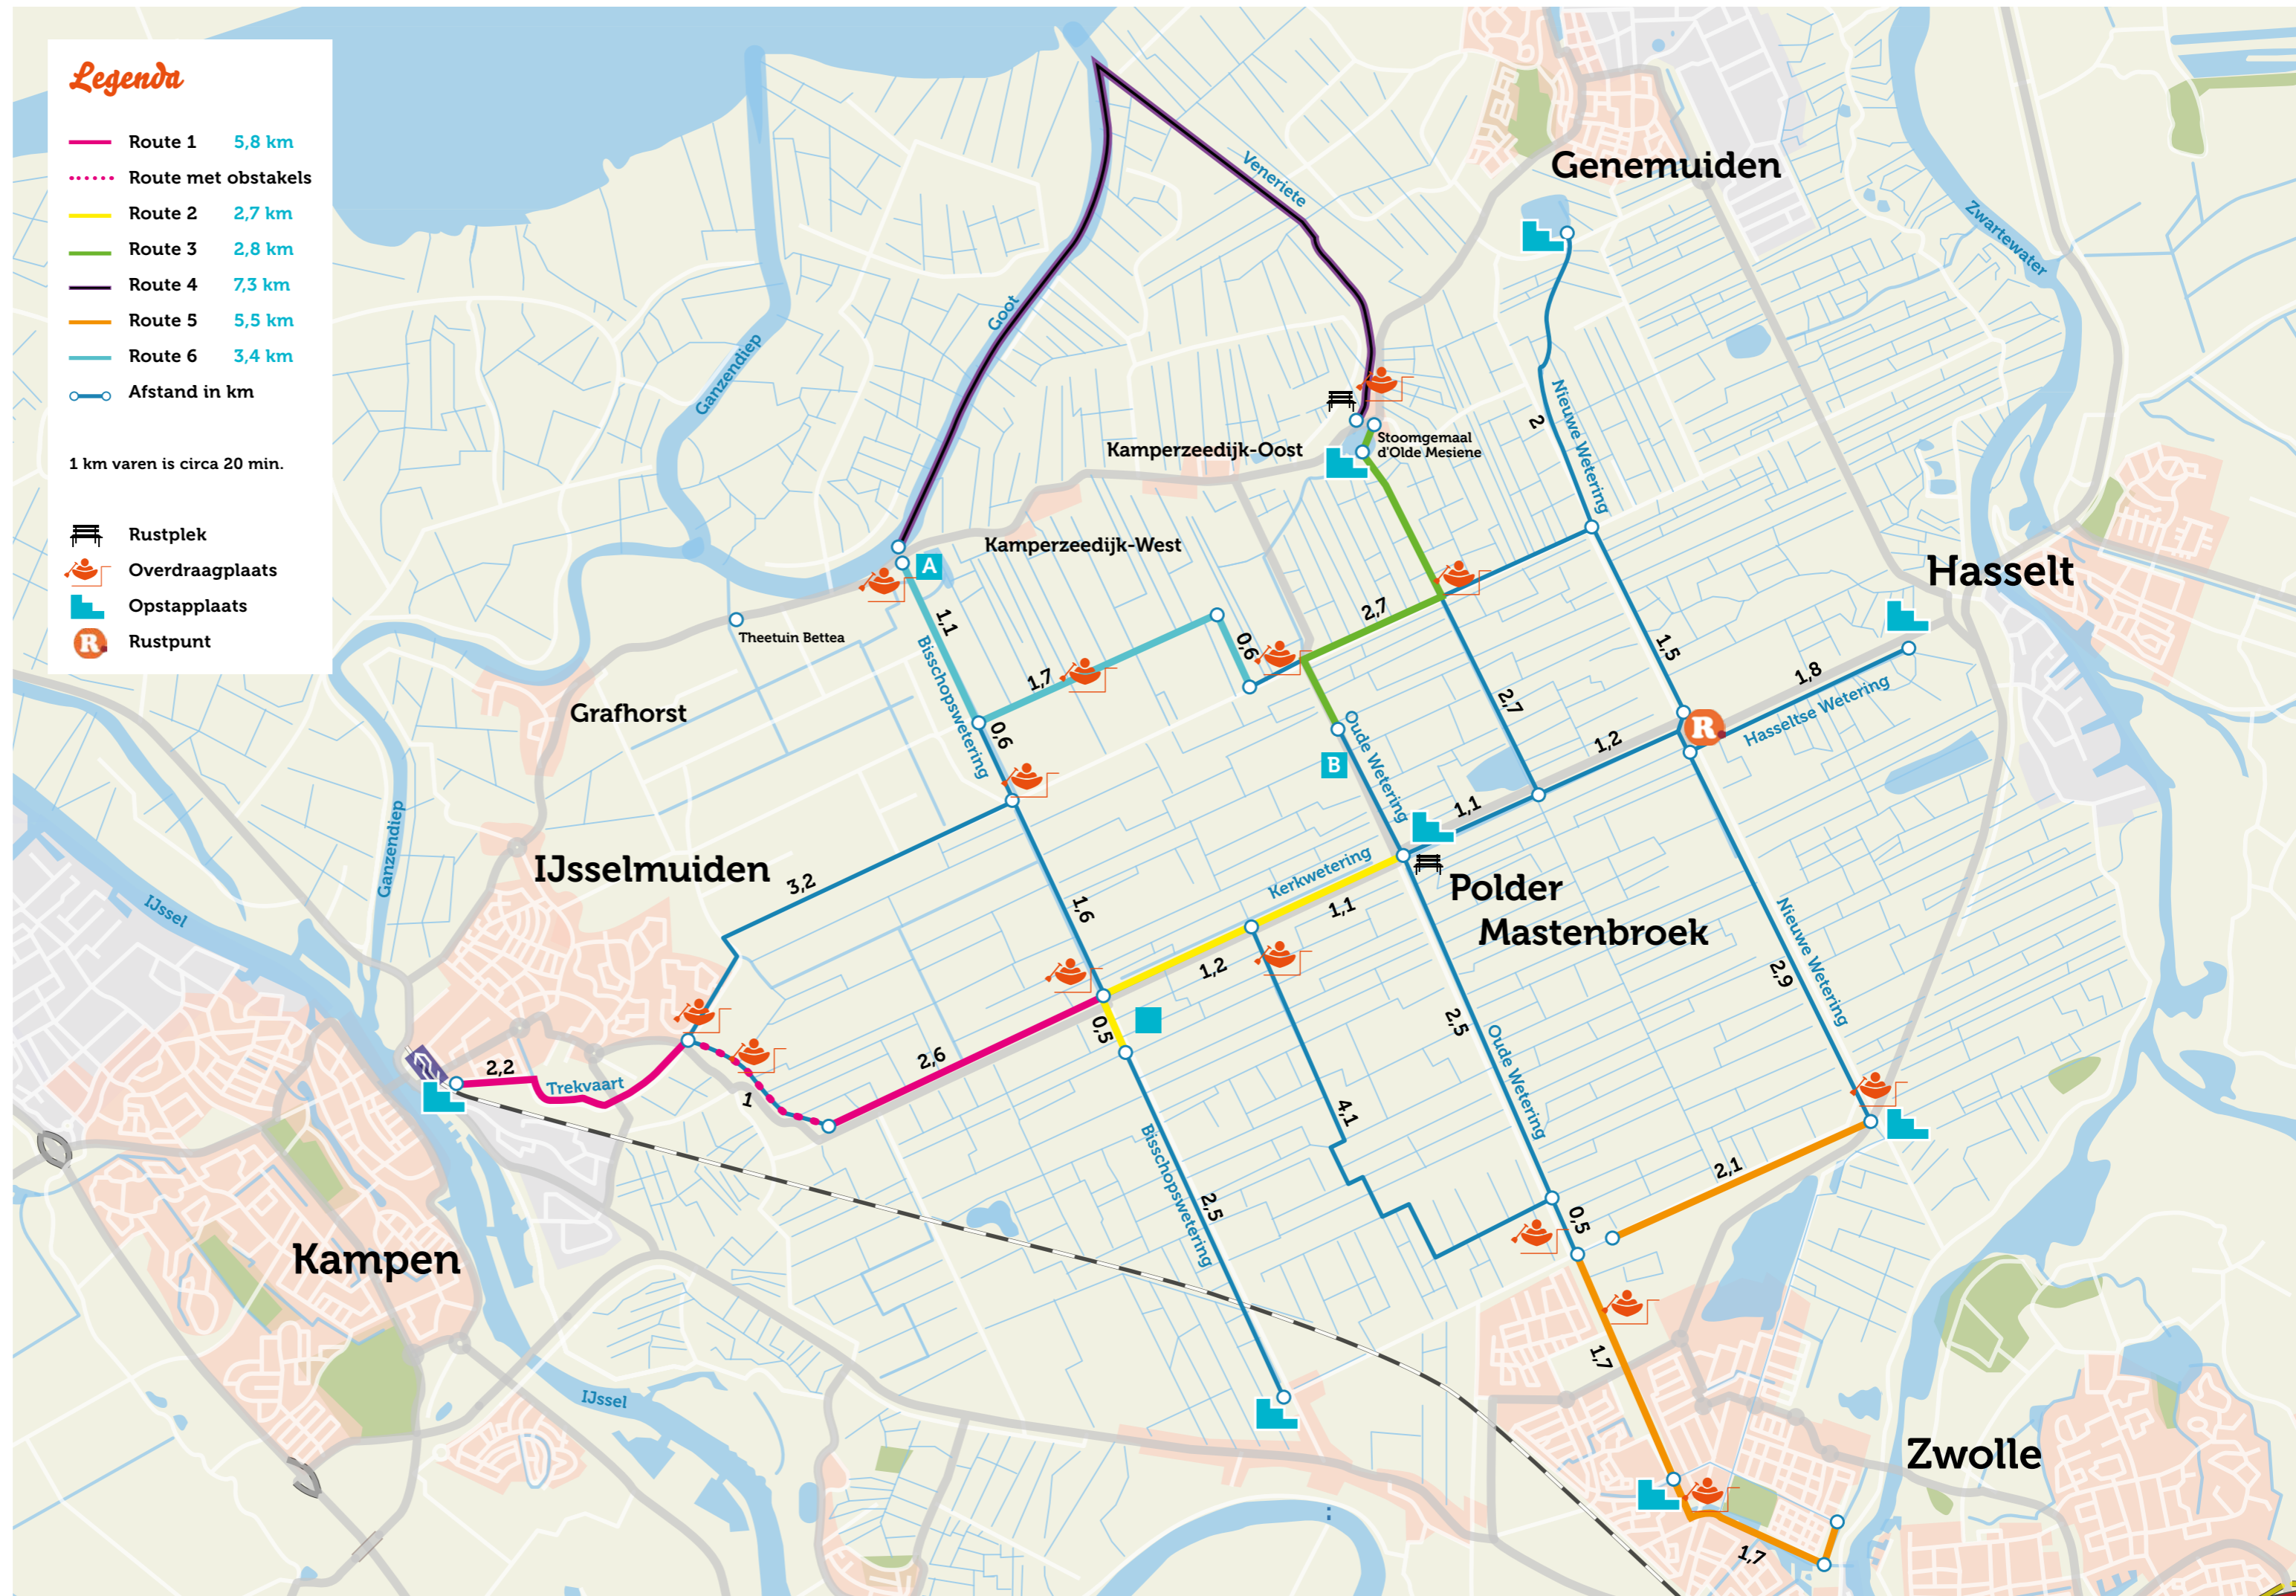 Legenda
Route 1 5,8 km
Route met obstakels
Route 2 2,7 km
Route 3 2,8 km
Route 4 7,3 km
Route 5 5,5 km
Route 6 3,4 km
Afstand in km
1 km varen is circa 20 min.
Rustplek
Overdraagplaats
Opstapplaats
R
Rustpunt
Veneriete
Genemuiden
Zwartewater
Goot
Ganzendiep
Nieuwe Wetering
2
Kamperzeedijk-Oost
Stoomgemaal
d'Olde Mesiene
Kamperzeedijk-West
A
Hasselt
Theetuin Bettea
1,1
Bisschopswetering
2,7
0,6
1,7
1,5
1,8
Hasseltse Wetering
Grafhorst
0,6
Oude Wetering
2,7
R
1,2
B
1,1
Ganzendiep
IJsselmuiden
3,2
Kerkwetering
Polder
Mastenbroek
IJssel
1,6
1,1
1,2
Nieuwe Wetering
2,9
2,5
Oude Wetering
0,5
2,6
2,2
Trekvaart
1
4,1
Bisschopswetering
2,5
2,1
0,5
Kampen
1,7
IJssel
Zwolle
1,7